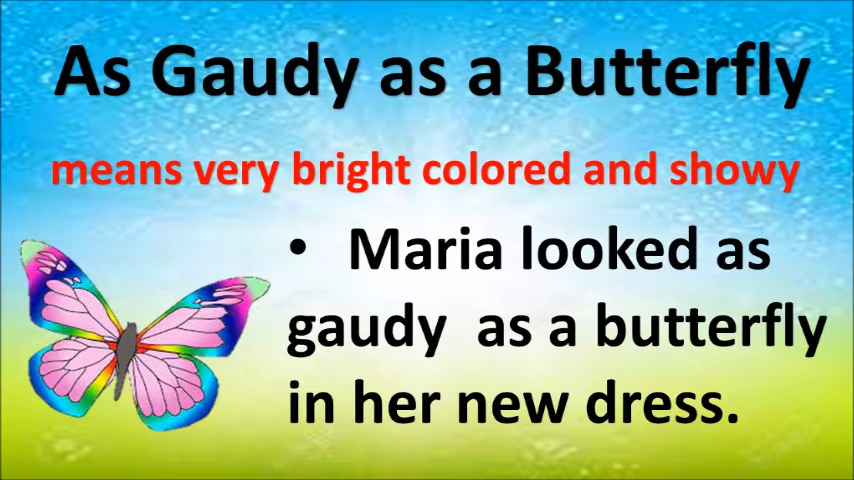 As Gaudy as a Butterfly
means very bright colored and showy
• Maria looked as
gaudy as a butterfly
in her new dress.